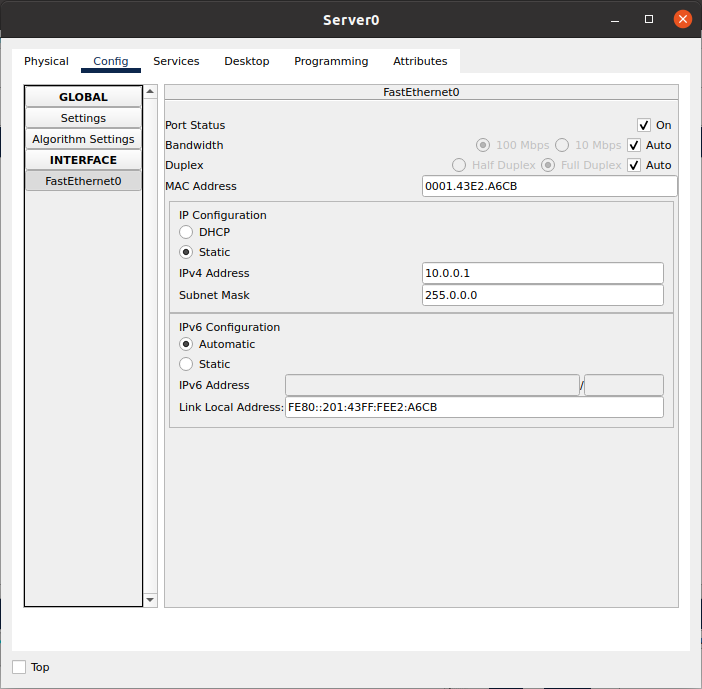 Server0
Physical Config Services Desktop Programming Attributes
GLOBAL
Settings
Algorithm Settings
INTERFACE
FastEthernet0
FastEthernet0
Port Status On
Bandwidth 100 Mbps 10 Mbps Auto
Duplex Half Duplex Full Duplex Auto
MAC Address 0001.43E2.A6CB
IP Configuration
DHCP
Static
IPv4 Address 10.0.0.1
Subnet Mask 255.0.0.0
IPv6 Configuration
Automatic
Static
IPv6 Address /
Link Local Address: FE80::201:43FF:FEE2:A6CB
Top